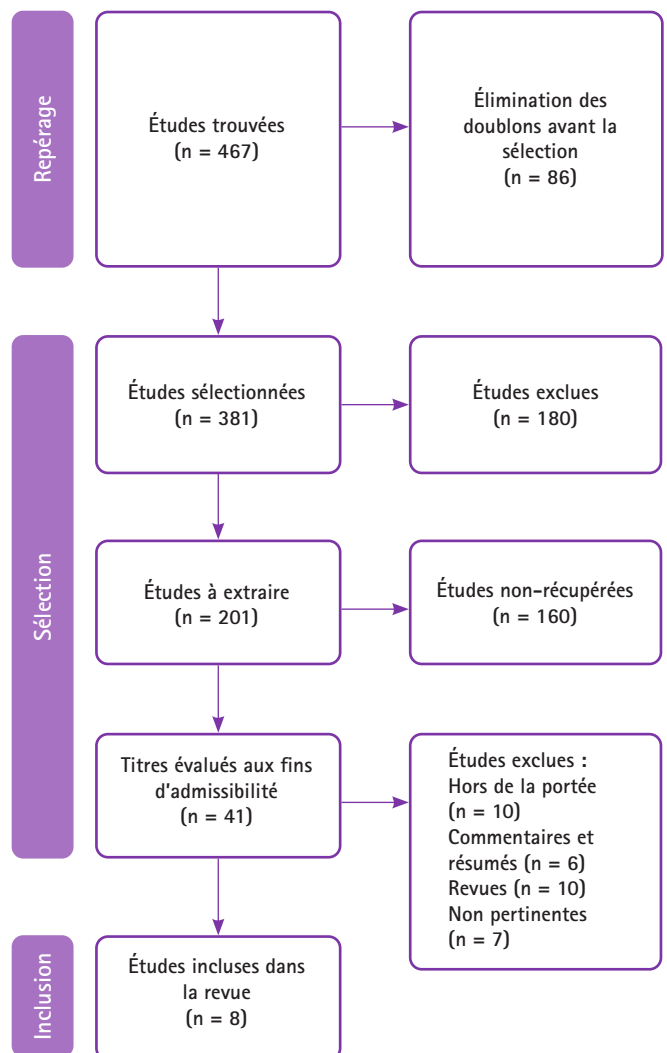 Repérage
Études trouvées
(n = 467)
Élimination des
doublons avant la
sélection
(n = 86)
Sélection
Études sélectionnées
(n = 381)
Études exclues
(n = 180)
Études à extraire
(n = 201)
Études non-récupérées
(n = 160)
Titres évalués aux fins
d'admissibilité
(n = 41)
Études exclues :
Hors de la portée
(n = 10)
Commentaires et
résumés (n = 6)
Revues (n = 10)
Non pertinentes
(n = 7)
Inclusion
Études incluses dans
la revue
(n = 8)